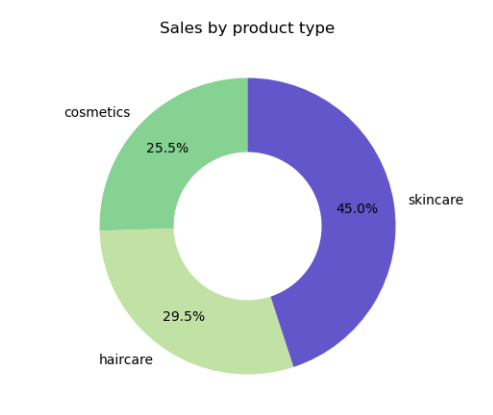 Sales by product type
cosmetics
25.5%
skincare
45.0%
29.5%
haircare